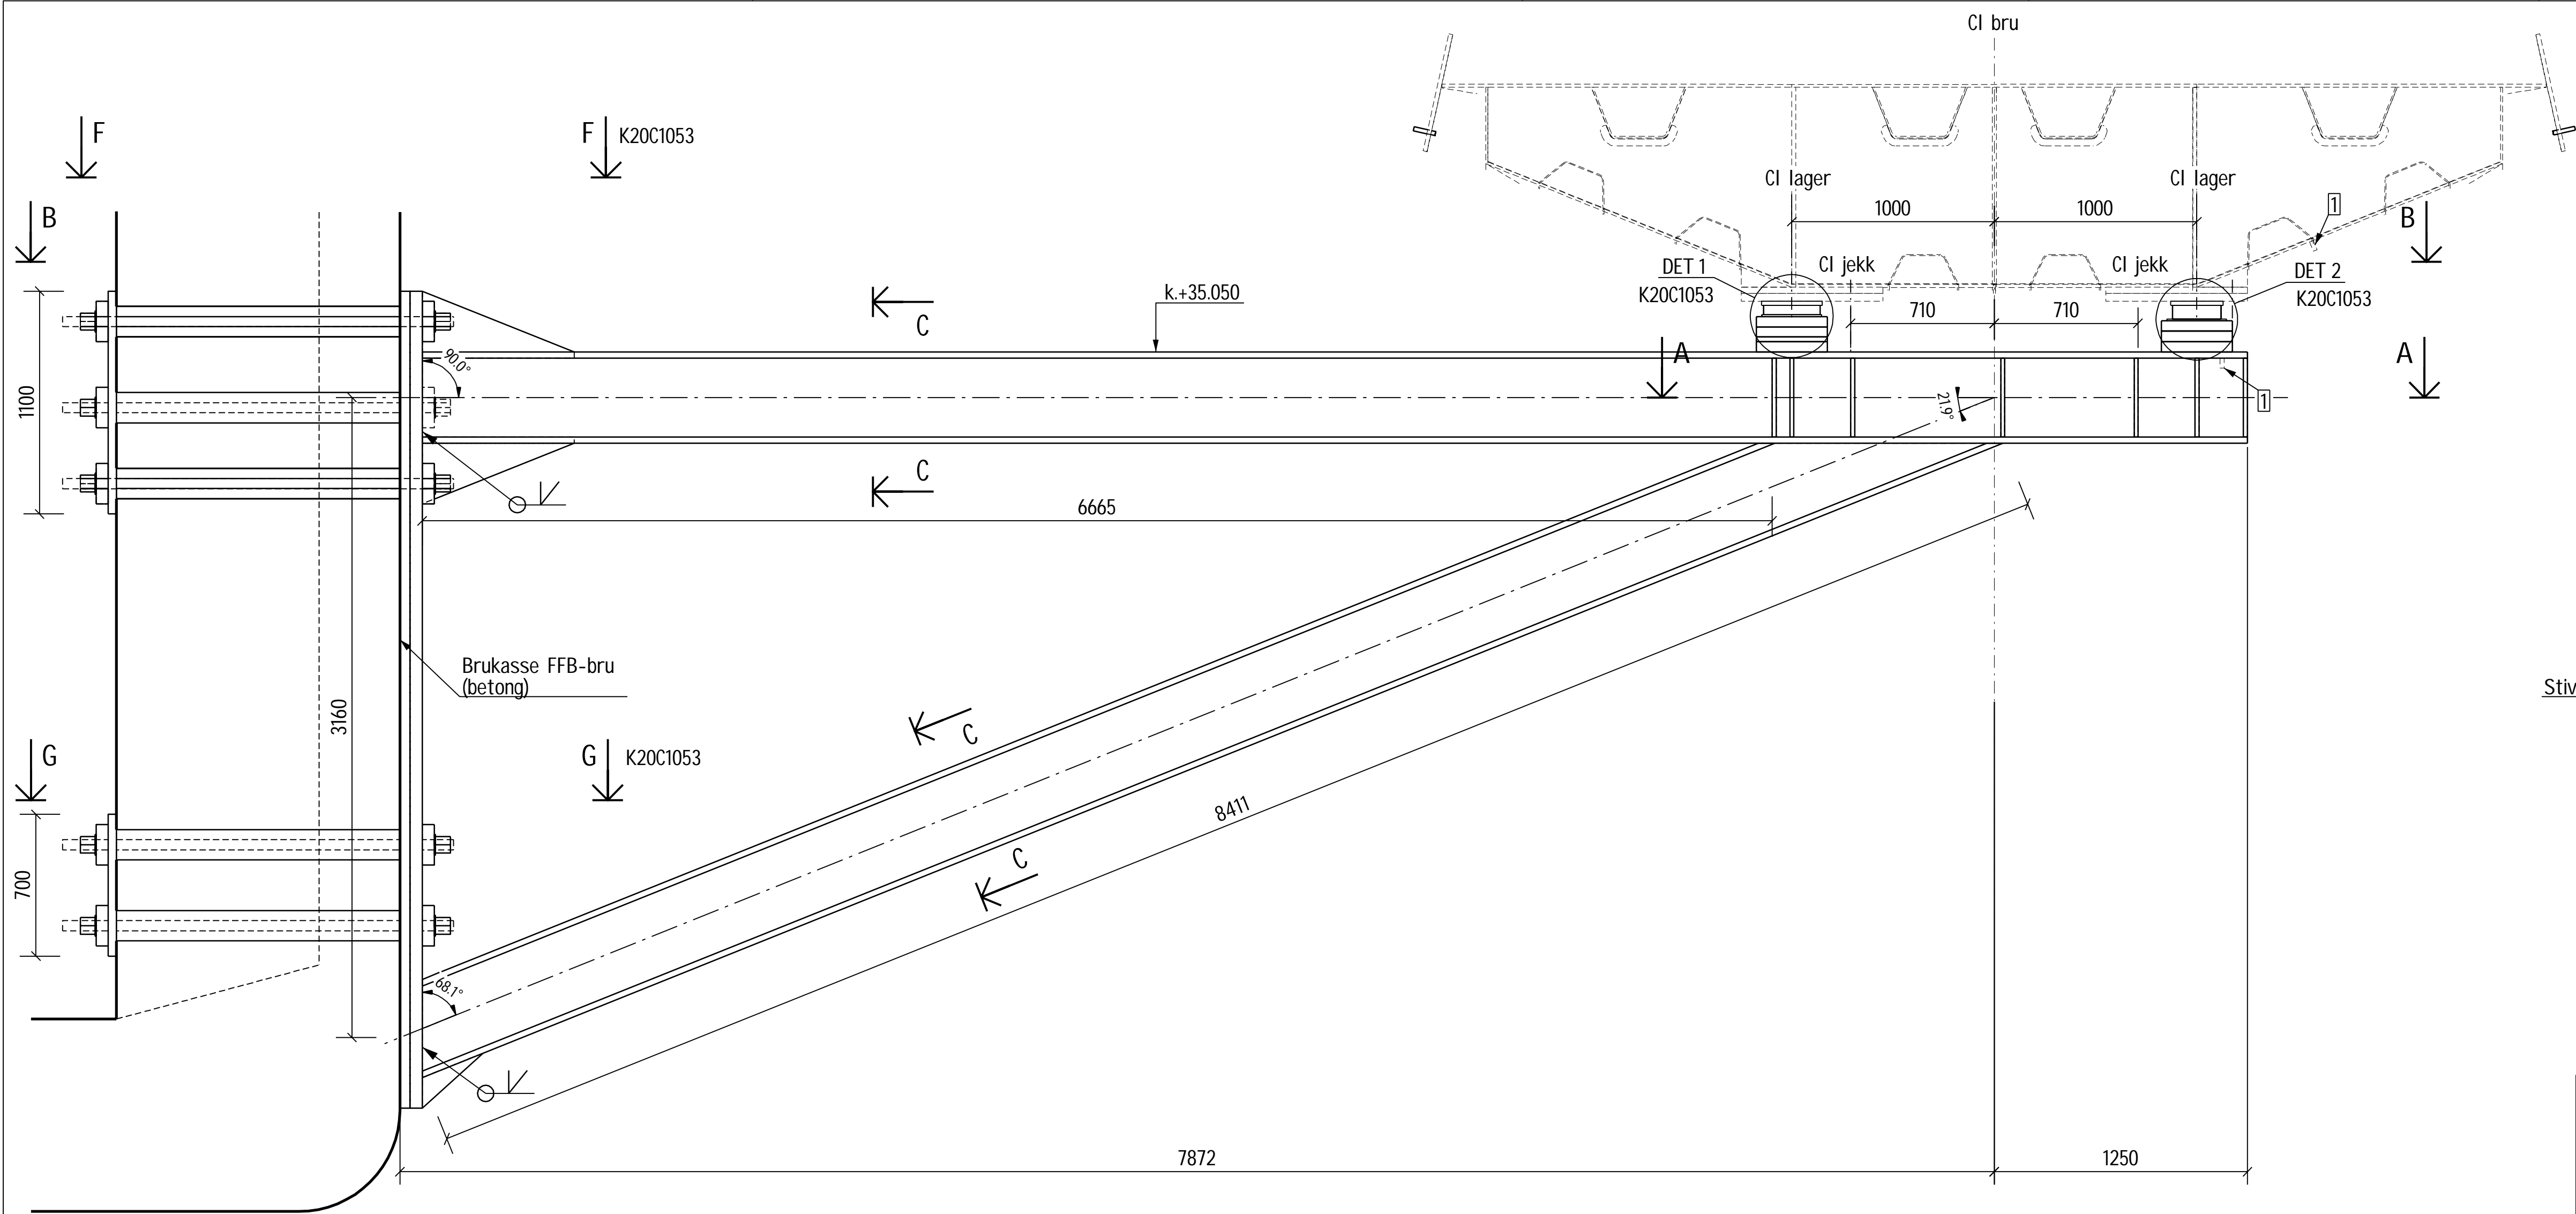 Cl bru
F
F K20C1053
B
Cl lager
Cl lager
1000
1000
1
B
DET 1
K20C1053
Cl jekk
Cl jekk
DET 2
K20C1053
k.+35.050
710
710
C
A
A
90.0°
1100
21.9°
1
C
6665
Brukasse FFB-bru
(betong)
Stiv
3160
C
G
G K20C1053
8411
C
700
68.1°
7872
1250